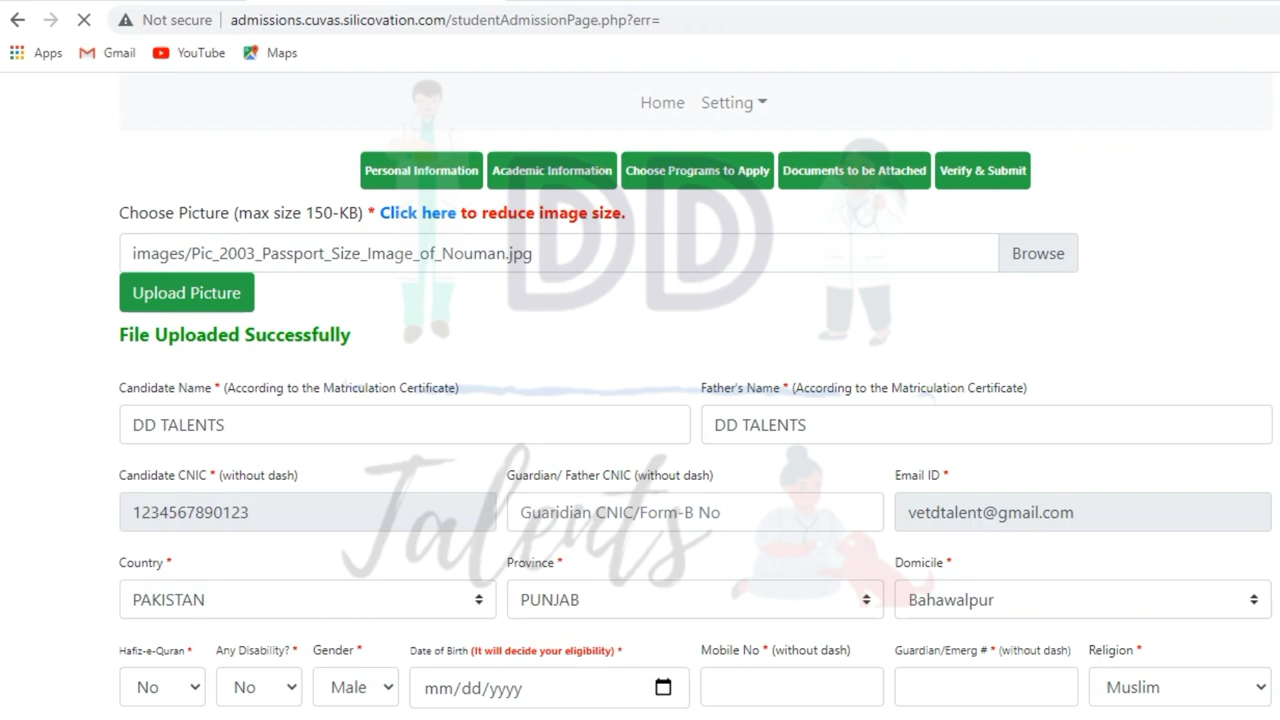 Not secure admissions.cuvas.silicovation.com/studentAdmissionPage.php?err=
Apps Gmail YouTube Maps
Home Setting
Personal Information Academic Information Choose Programs to Apply Documents to be Attached Verify & Submit
Choose Picture (max size 150-KB) * Click here to reduce image size.
images/Pic_2003_Passport_Size_Image_of_Nouman.jpg Browse
Upload Picture
File Uploaded Successfully
DD
Candidate Name * (According to the Matriculation Certificate) Father's Name * (According to the Matriculation Certificate)
DD TALENTS DD TALENTS
Candidate CNIC * (without dash) Guardian/ Father CNIC (without dash) Email ID *
1234567890123 Guaridian CNIC/Form-B No vetdtalent@gmail.com
Talents
Country * Province * Domicile *
PAKISTAN PUNJAB Bahawalpur
Hafiz-e-Quran * Any Disability? * Gender * Date of Birth (It will decide your eligibility) * Mobile No * (without dash) Guardian/Emerg # * (without dash) Religion *
No No Male mm/dd/yyyy Muslim